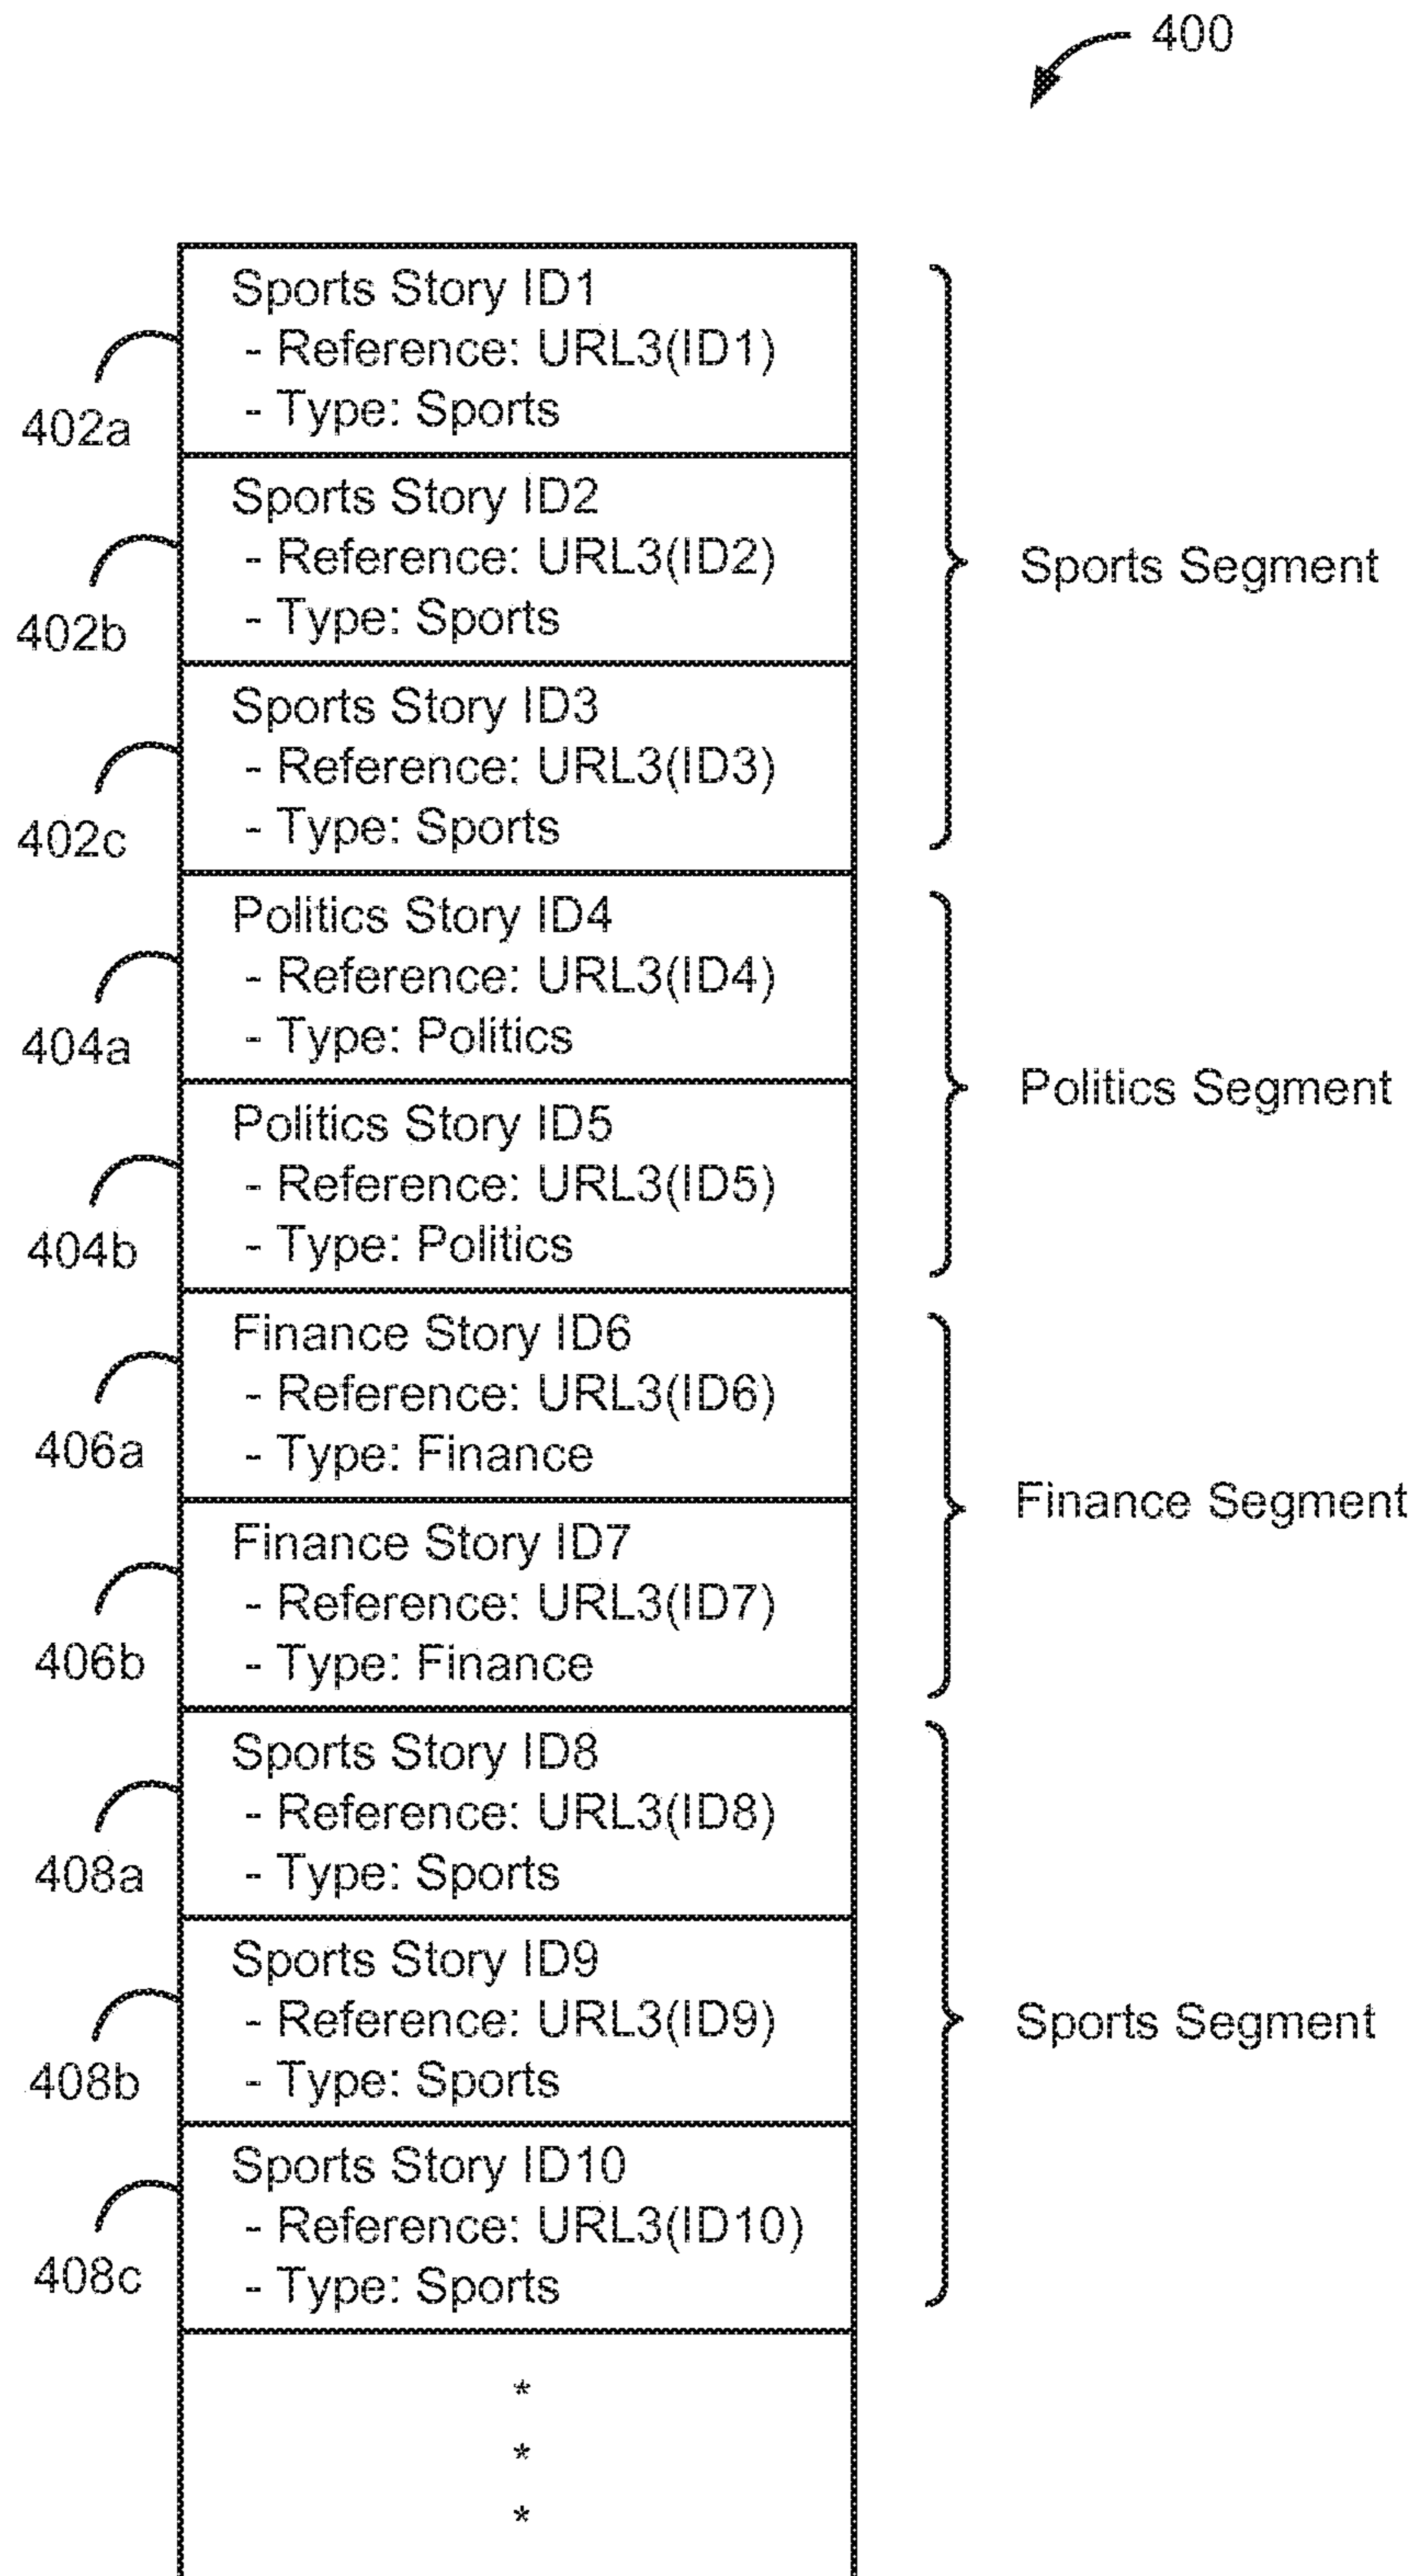 400
Sports Story ID1
- Reference: URL3(ID1)
- Type: Sports
402a
Sports Story ID2
- Reference: URL3(ID2)
- Type: Sports
402b
Sports Segment
Sports Story ID3
- Reference: URL3(ID3)
- Type: Sports
402c
Politics Story ID4
- Reference: URL3(ID4)
- Type: Politics
404a
Politics Segment
Politics Story ID5
- Reference: URL3(ID5)
- Type: Politics
404b
Finance Story ID6
- Reference: URL3(ID6)
- Type: Finance
406a
Finance Segment
Finance Story ID7
- Reference: URL3(ID7)
- Type: Finance
406b
Sports Story ID8
- Reference: URL3(ID8)
- Type: Sports
408a
Sports Story ID9
- Reference: URL3(ID9)
- Type: Sports
408b
Sports Segment
Sports Story ID10
- Reference: URL3(ID10)
- Type: Sports
408c
*
*
*